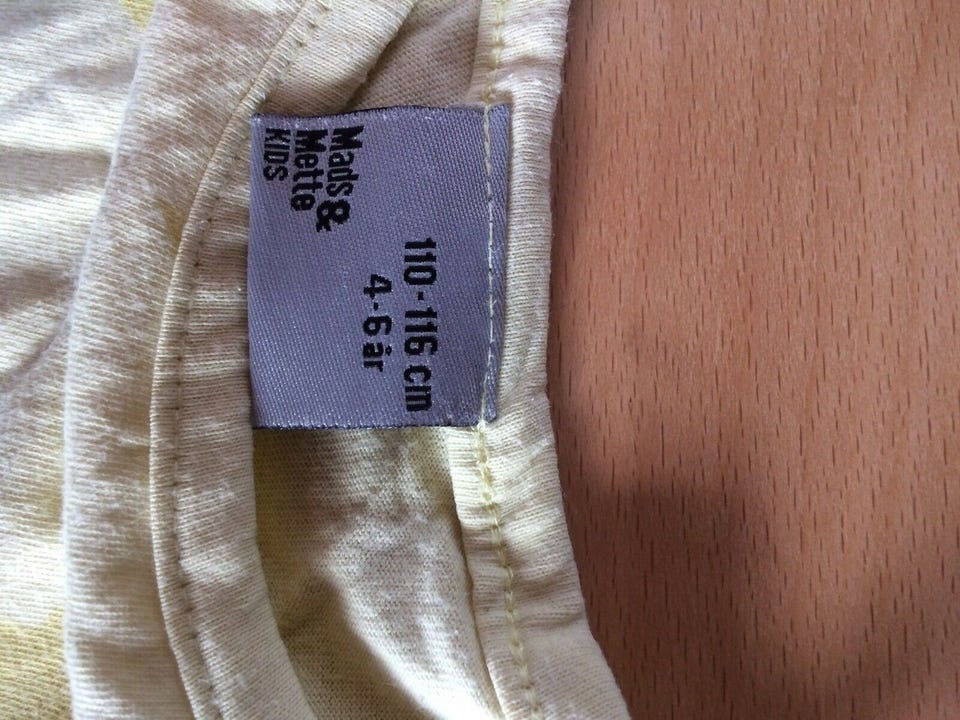 110-116 cm
4-6 år
Mads &
Mette
KIDS